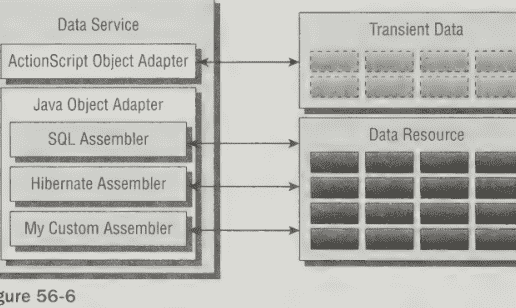 Data Service
ActionScript Object Adapter
Java Object Adapter
SQL Assembler
Hibernate Assembler
My Custom Assembler
Transient Data
Data Resource
gure 56-6